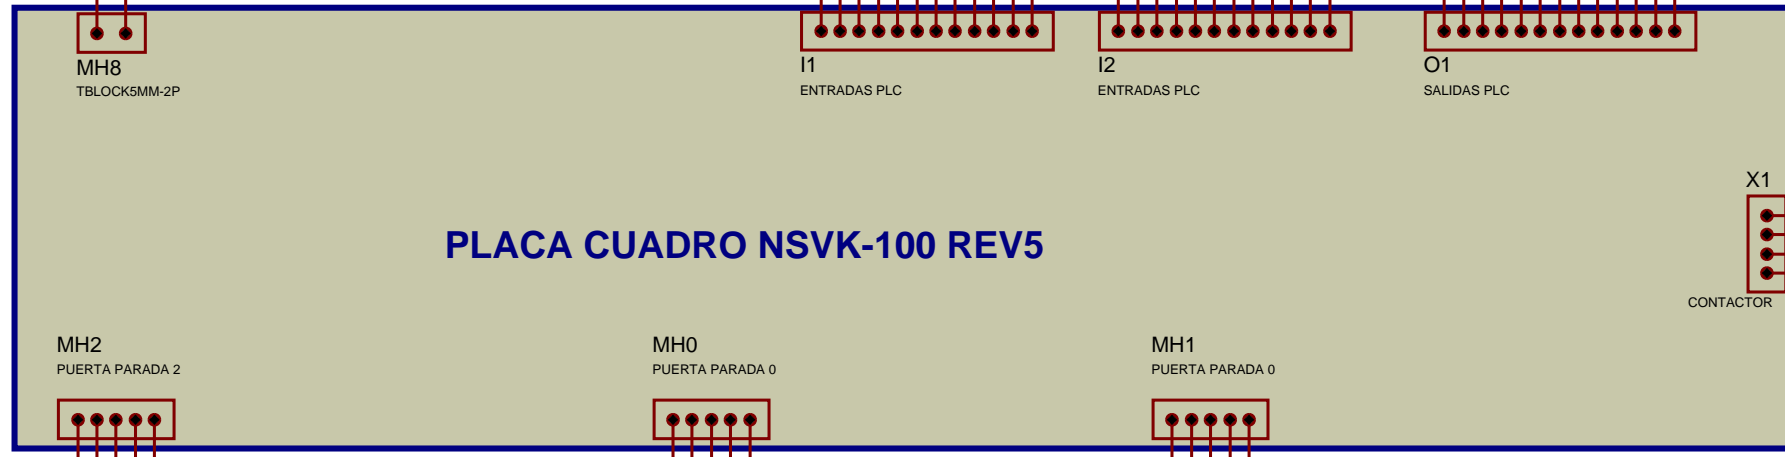 MH8
TBLOCK5MM-2P
I1
ENTRADAS PLC
I2
ENTRADAS PLC
O1
SALIDAS PLC
X1
CONTACTOR
PLACA CUADRO NSVK-100 REV5
MH2
PUERTA PARADA 2
MH0
PUERTA PARADA 0
MH1
PUERTA PARADA 0